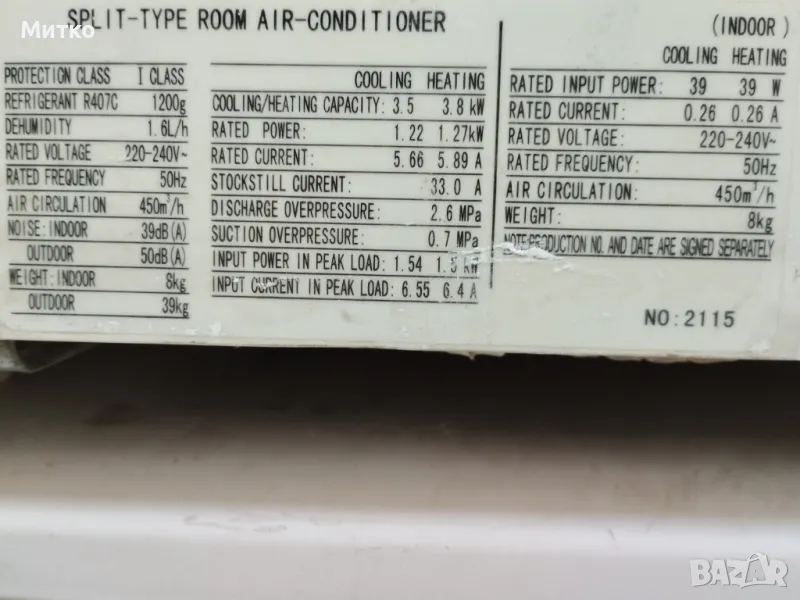 Митко
SPLIT-TYPE ROOM AIR-CONDITIONER
(INDOOR)
PROTECTION CLASS I CLASS
REFRIGERANT R407C 1200g
DEHUMIDITY 1.6L/h
RATED VOLTAGE 220-240V~
RATED FREQUENCY 50Hz
AIR CIRCULATION 450m³/h
NOISE: INDOOR 39dB(A)
OUTDOOR 50dB(A)
WEIGHT: INDOOR 8kg
OUTDOOR 39kg
COOLING HEATING
COOLING/HEATING CAPACITY: 3.5 3.8 kW
RATED POWER: 1.22 1.27kW
RATED CURRENT: 5.66 5.89 A
STOCKSTILL CURRENT: 33.0 A
DISCHARGE OVERPRESSURE: 2.6 MPa
SUCTION OVERPRESSURE: 0.7 MPa
INPUT POWER IN PEAK LOAD: 1.54 kW
INPUT CURRENT IN PEAK LOAD: 6.55 6.4 A
COOLING HEATING
RATED INPUT POWER: 39 39 W
RATED CURRENT: 0.26 0.26 A
RATED VOLTAGE: 220-240V~
RATED FREQUENCY: 50Hz
AIR CIRCULATION: 450m³/h
WEIGHT: 8kg
NOTE: PRODUCTION NO. AND DATE ARE SIGNED SEPARATELY
NO: 2115
BAZAR